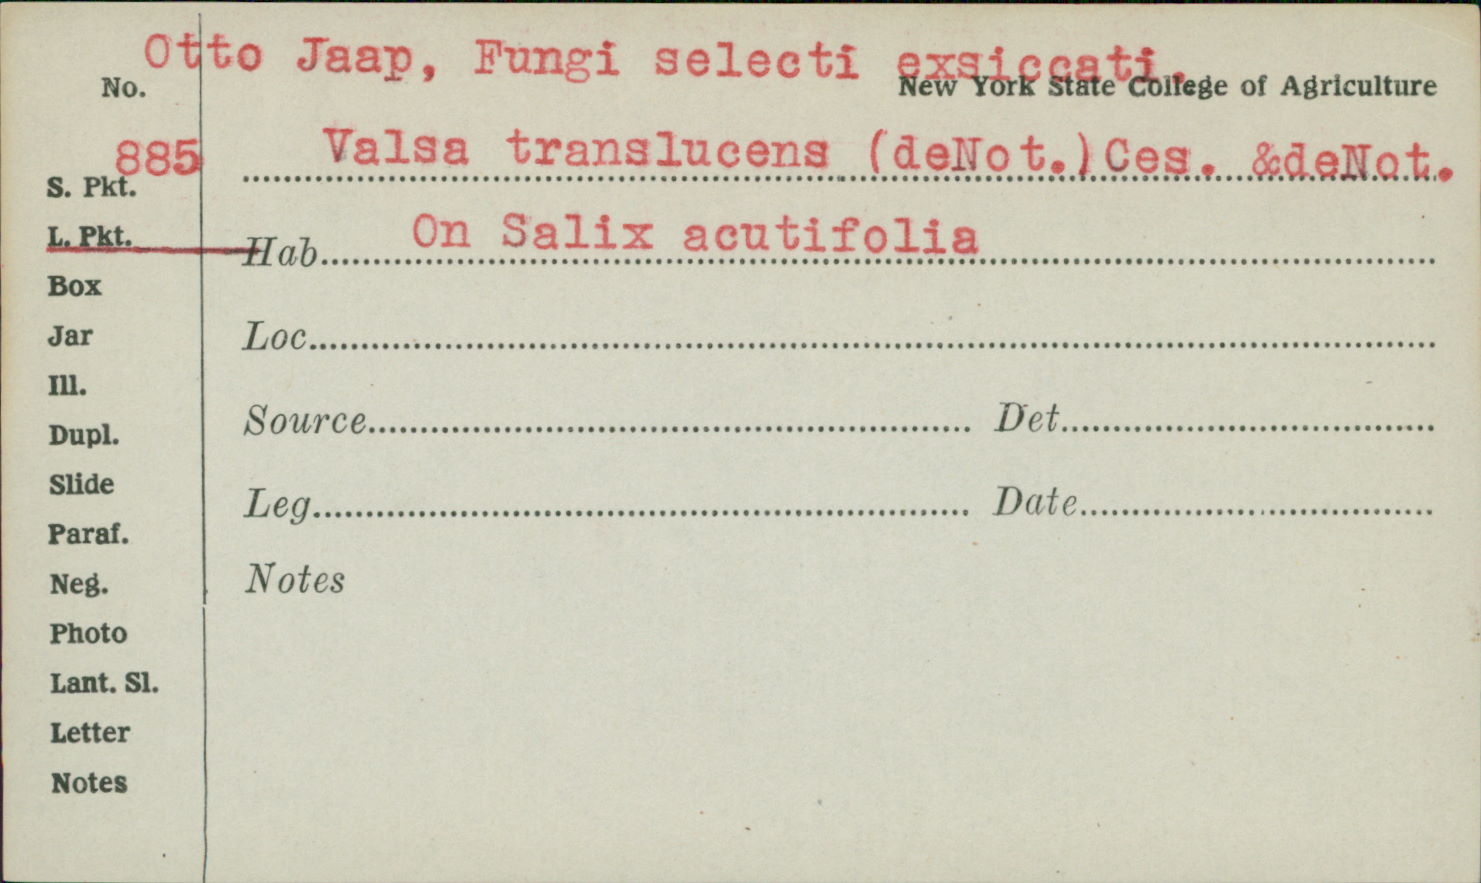 Otto Jaap, Fungi selecti exsiccati.
No. New York State College of Agriculture
885 Valsa translucens (deNot.)Ces. &deNot.
S. Pkt.
On Salix acutifolia
L. Pkt. Hab
Box
Jar Loc
Ill.
Dupl. Source Det
Slide
Leg Date
Paraf.
Neg. Notes
Photo
Lant. Sl.
Letter
Notes